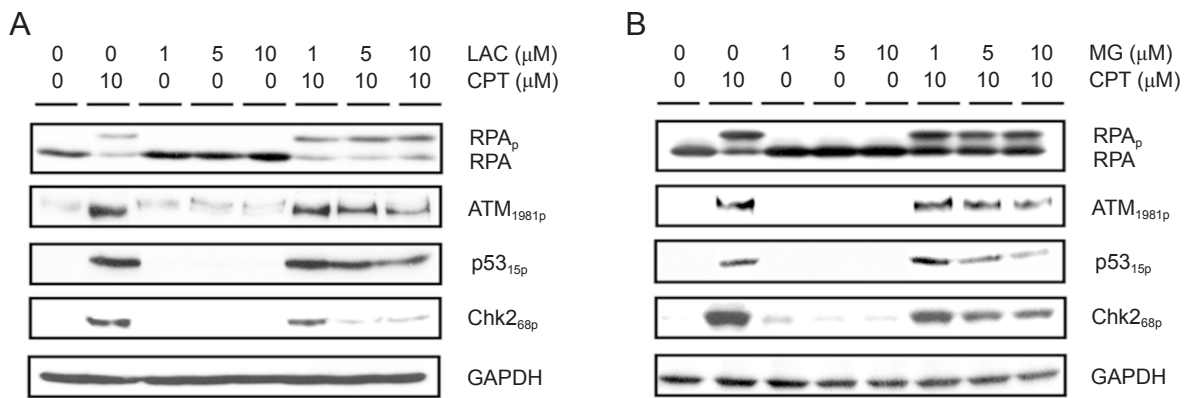 A
0 0 1 5 10 1 5 10 LAC (μM)
0 10 0 0 0 10 10 10 CPT (μM)
RPAp
RPA
ATM1981p
p5315p
Chk268p
GAPDH
B
0 0 1 5 10 1 5 10 MG (μM)
0 10 0 0 0 10 10 10 CPT (μM)
RPAp
RPA
ATM1981p
p5315p
Chk268p
GAPDH